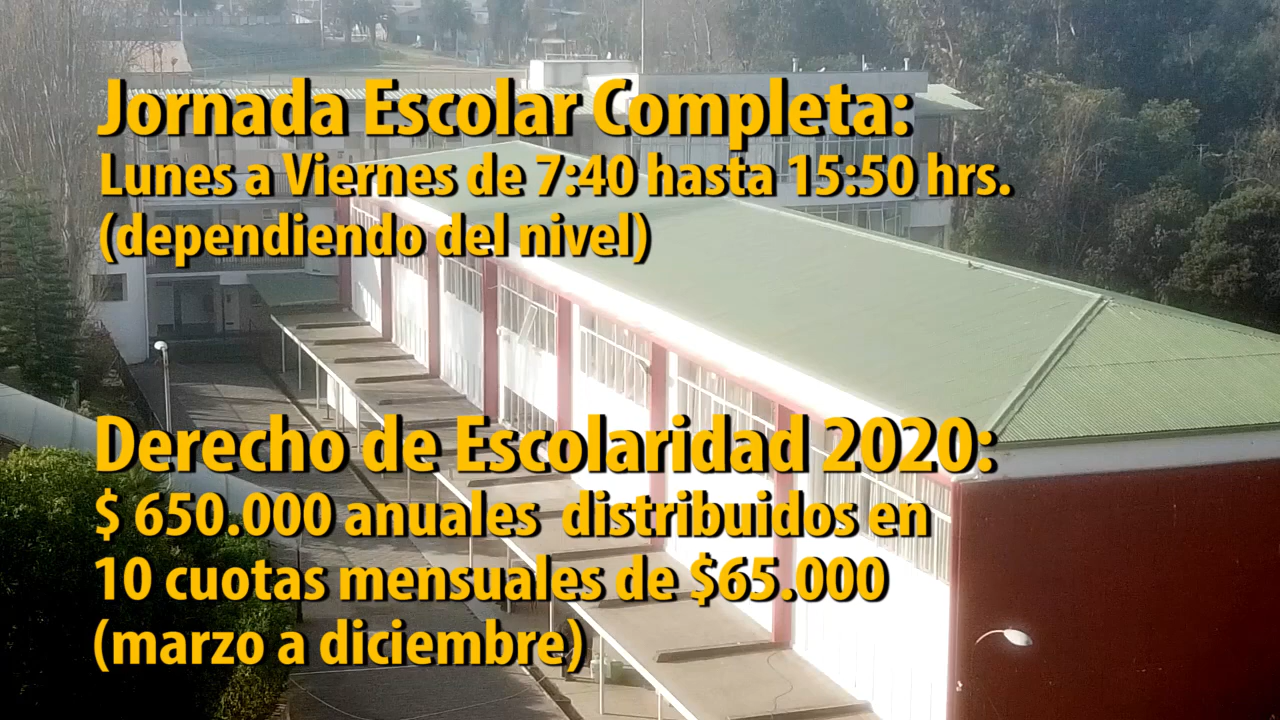 Jornada Escolar Completa:
Lunes a Viernes de 7:40 hasta 15:50 hrs.
(dependiendo del nivel)
Derecho de Escolaridad 2020:
$ 650.000 anuales  distribuidos en
10 cuotas mensuales de $65.000
(marzo a diciembre)